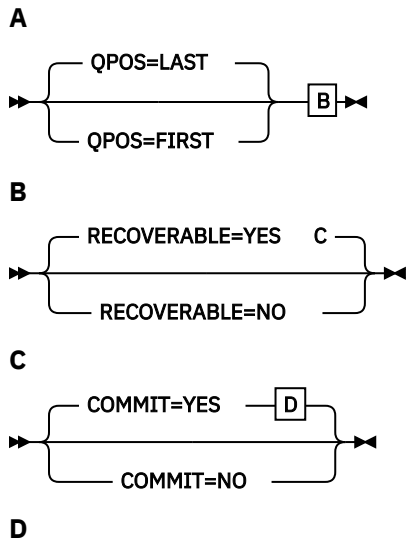 A
QPOS=LAST
B
QPOS=FIRST
B
RECOVERABLE=YES C
RECOVERABLE=NO
C
COMMIT=YES D
COMMIT=NO
D